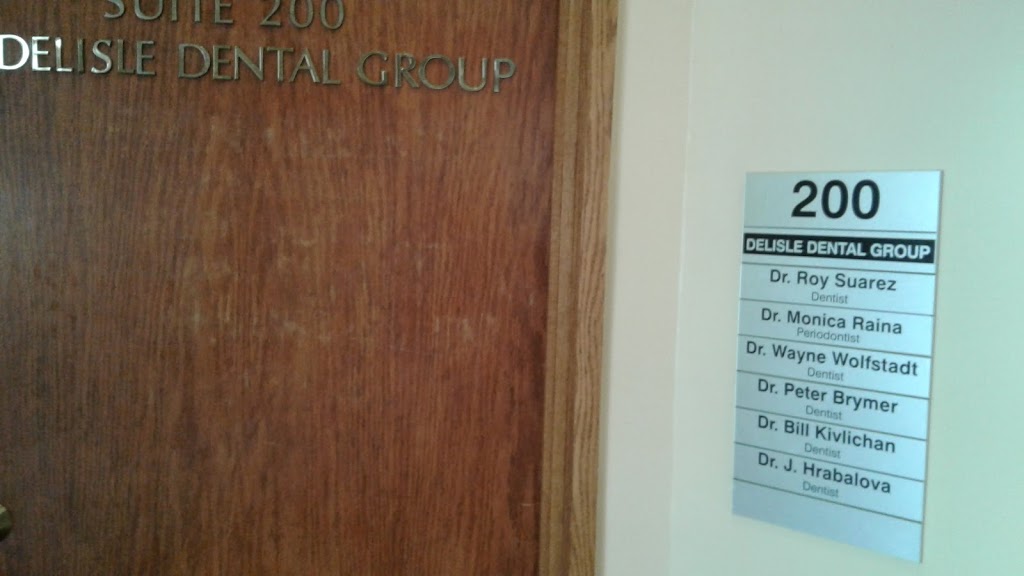 SUITE 200
DELISLE DENTAL GROUP
200
DELISLE DENTAL GROUP
Dr. Roy Suarez
Dentist
Dr. Monica Raina
Periodontist
Dr. Wayne Wolfstadt
Dentist
Dr. Peter Brymer
Dentist
Dr. Bill Kivlichan
Dentist
Dr. J. Hrabalova
Dentist